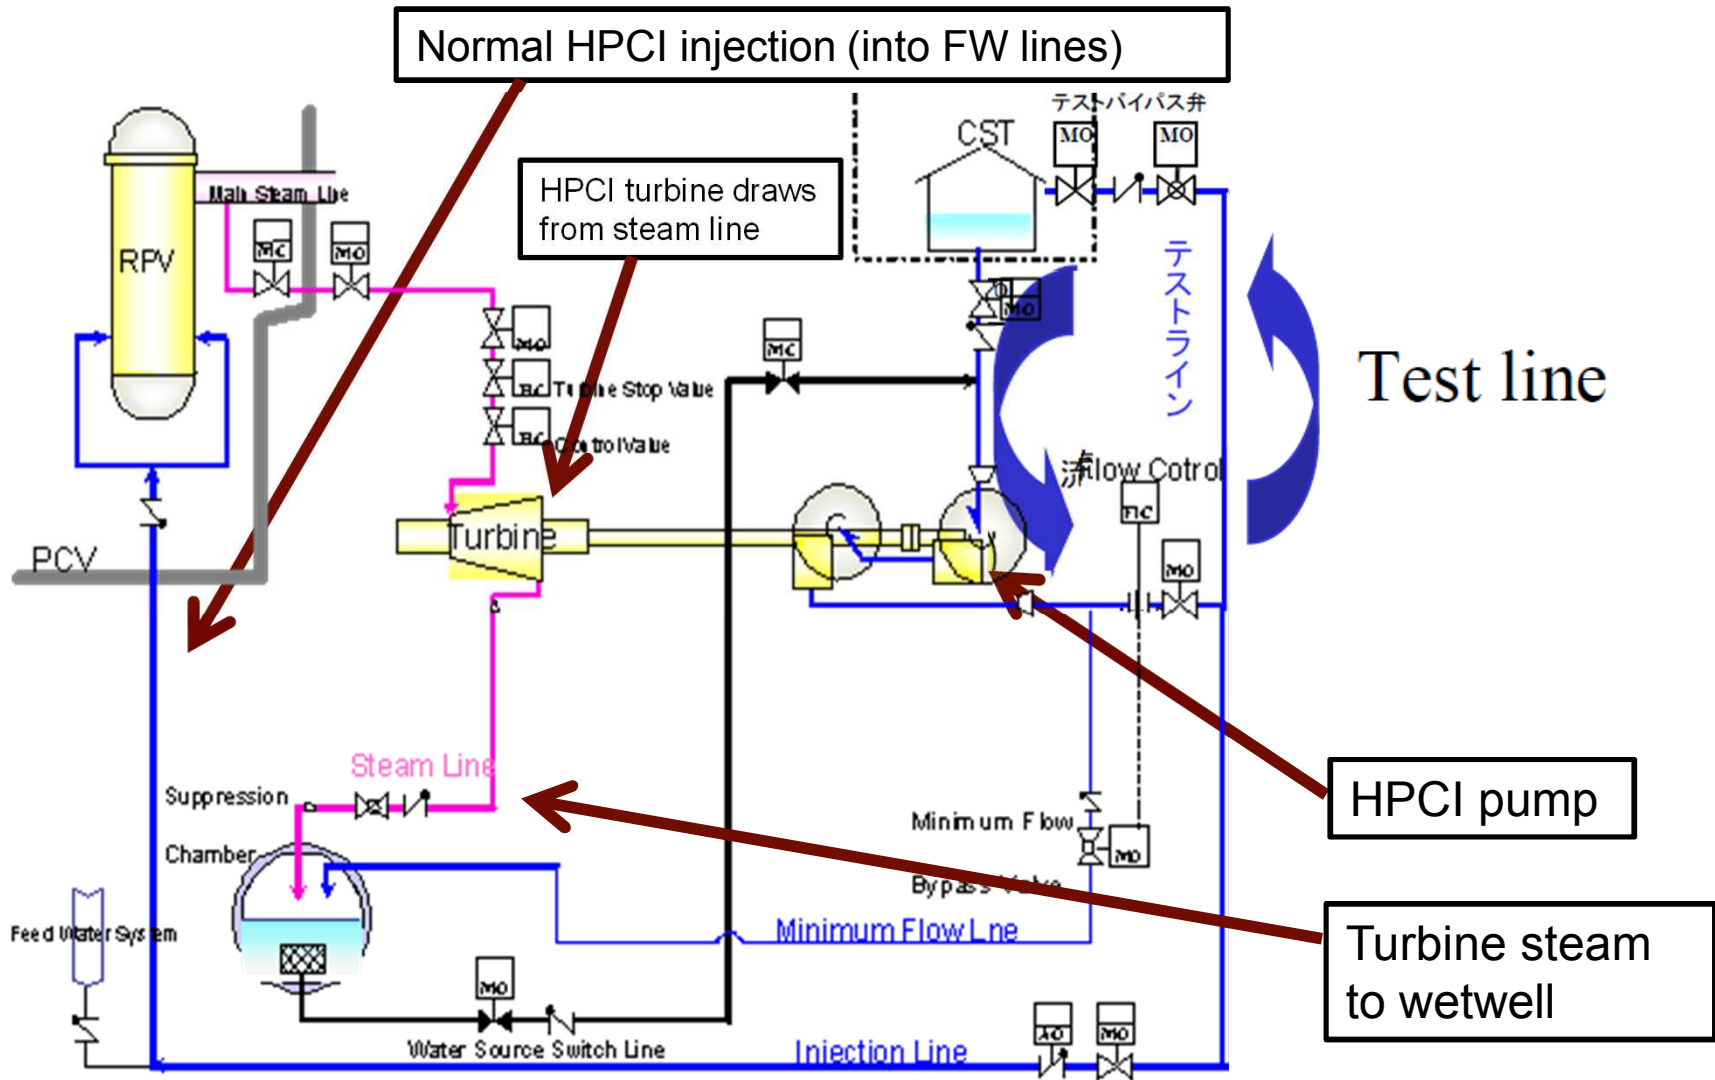 Normal HPCI injection (into FW lines)
テストバイパス弁
CST
MO
MO
Main Steam Line
HPCI turbine draws
from steam line
RPV
MC
MO
MO
MO
MC
テストライン
Test line
Turbine Stop Value
Control Value
Flow Cotrol
FIC
Turbine
PCV
MO
HPCI pump
Steam Line
Suppression
Minimum Flow
MO
Chamber
Bypass Valve
Feed Water System
Minimum Flow Lne
Turbine steam
to wetwell
MO
Water Source Switch Line
Injection Line
AO
MO